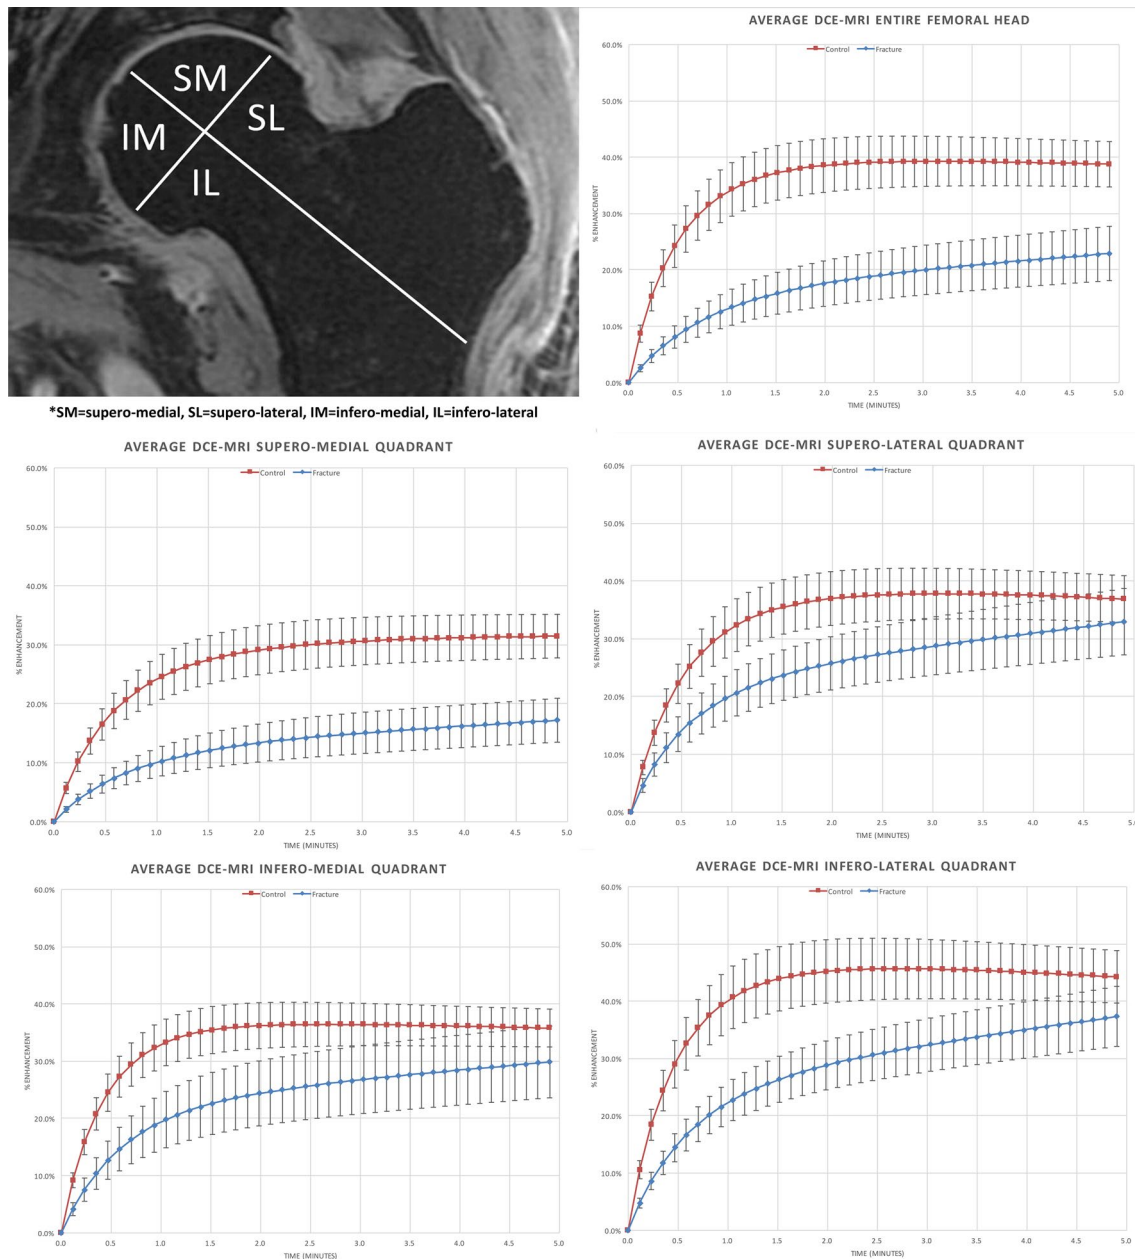 SM
SL
IM
IL
*SM=supero-medial, SL=supero-lateral, IM=infero-medial, IL=infero-lateral
AVERAGE DCE-MRI ENTIRE FEMORAL HEAD
Control Fracture
60.0%
50.0%
40.0%
30.0%
20.0%
10.0%
0.0%
% ENHANCEMENT
0.0 0.5 1.0 1.5 2.0 2.5 3.0 3.5 4.0 4.5 5.0
TIME (MINUTES)
AVERAGE DCE-MRI SUPERO-MEDIAL QUADRANT
Control Fracture
60.0%
50.0%
40.0%
30.0%
20.0%
10.0%
0.0%
% ENHANCEMENT
0.0 0.5 1.0 1.5 2.0 2.5 3.0 3.5 4.0 4.5 5.0
TIME (MINUTES)
AVERAGE DCE-MRI SUPERO-LATERAL QUADRANT
Control Fracture
60.0%
50.0%
40.0%
30.0%
20.0%
10.0%
0.0%
% ENHANCEMENT
0.0 0.5 1.0 1.5 2.0 2.5 3.0 3.5 4.0 4.5 5.0
TIME (MINUTES)
AVERAGE DCE-MRI INFERO-MEDIAL QUADRANT
Control Fracture
60.0%
50.0%
40.0%
30.0%
20.0%
10.0%
0.0%
% ENHANCEMENT
0.0 0.5 1.0 1.5 2.0 2.5 3.0 3.5 4.0 4.5 5.0
TIME (MINUTES)
AVERAGE DCE-MRI INFERO-LATERAL QUADRANT
Control Fracture
60.0%
50.0%
40.0%
30.0%
20.0%
10.0%
0.0%
% ENHANCEMENT
0.0 0.5 1.0 1.5 2.0 2.5 3.0 3.5 4.0 4.5 5.0
TIME (MINUTES)